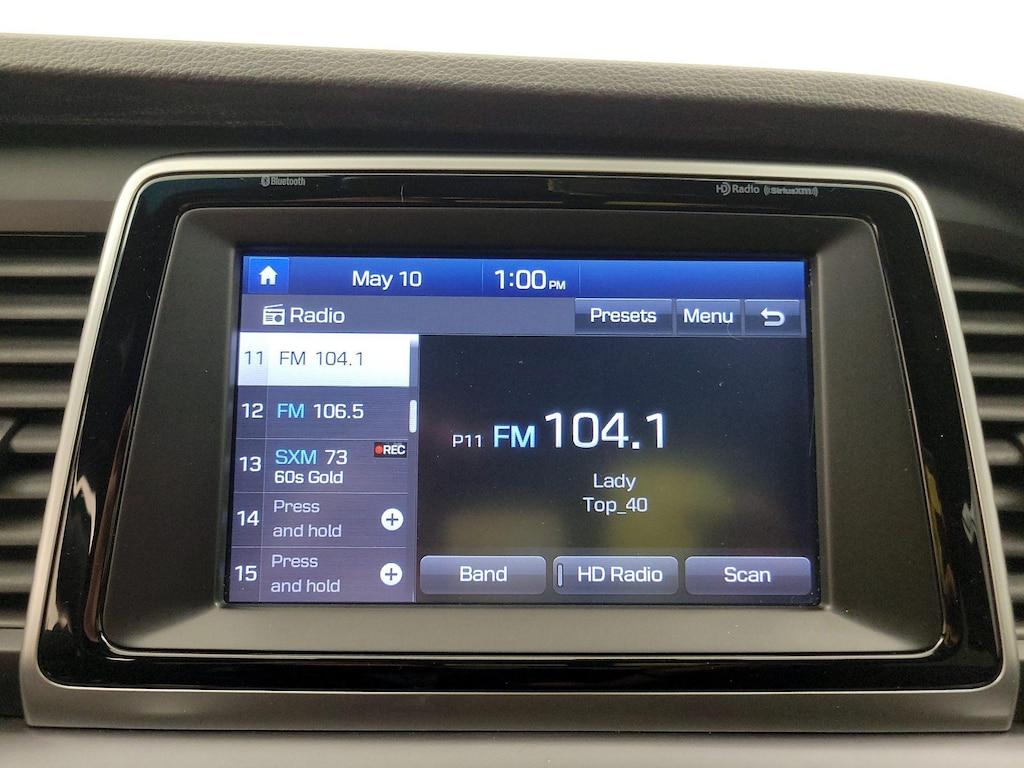 Bluetooth
HD Radio ((SiriusXM))
May 10 1:00 PM
Radio Presets Menu
11 FM 104.1
12 FM 106.5
13 SXM 73 REC
60s Gold
14 Press
and hold
15 Press
and hold
P11 FM 104.1
Lady
Top_40
Band HD Radio Scan